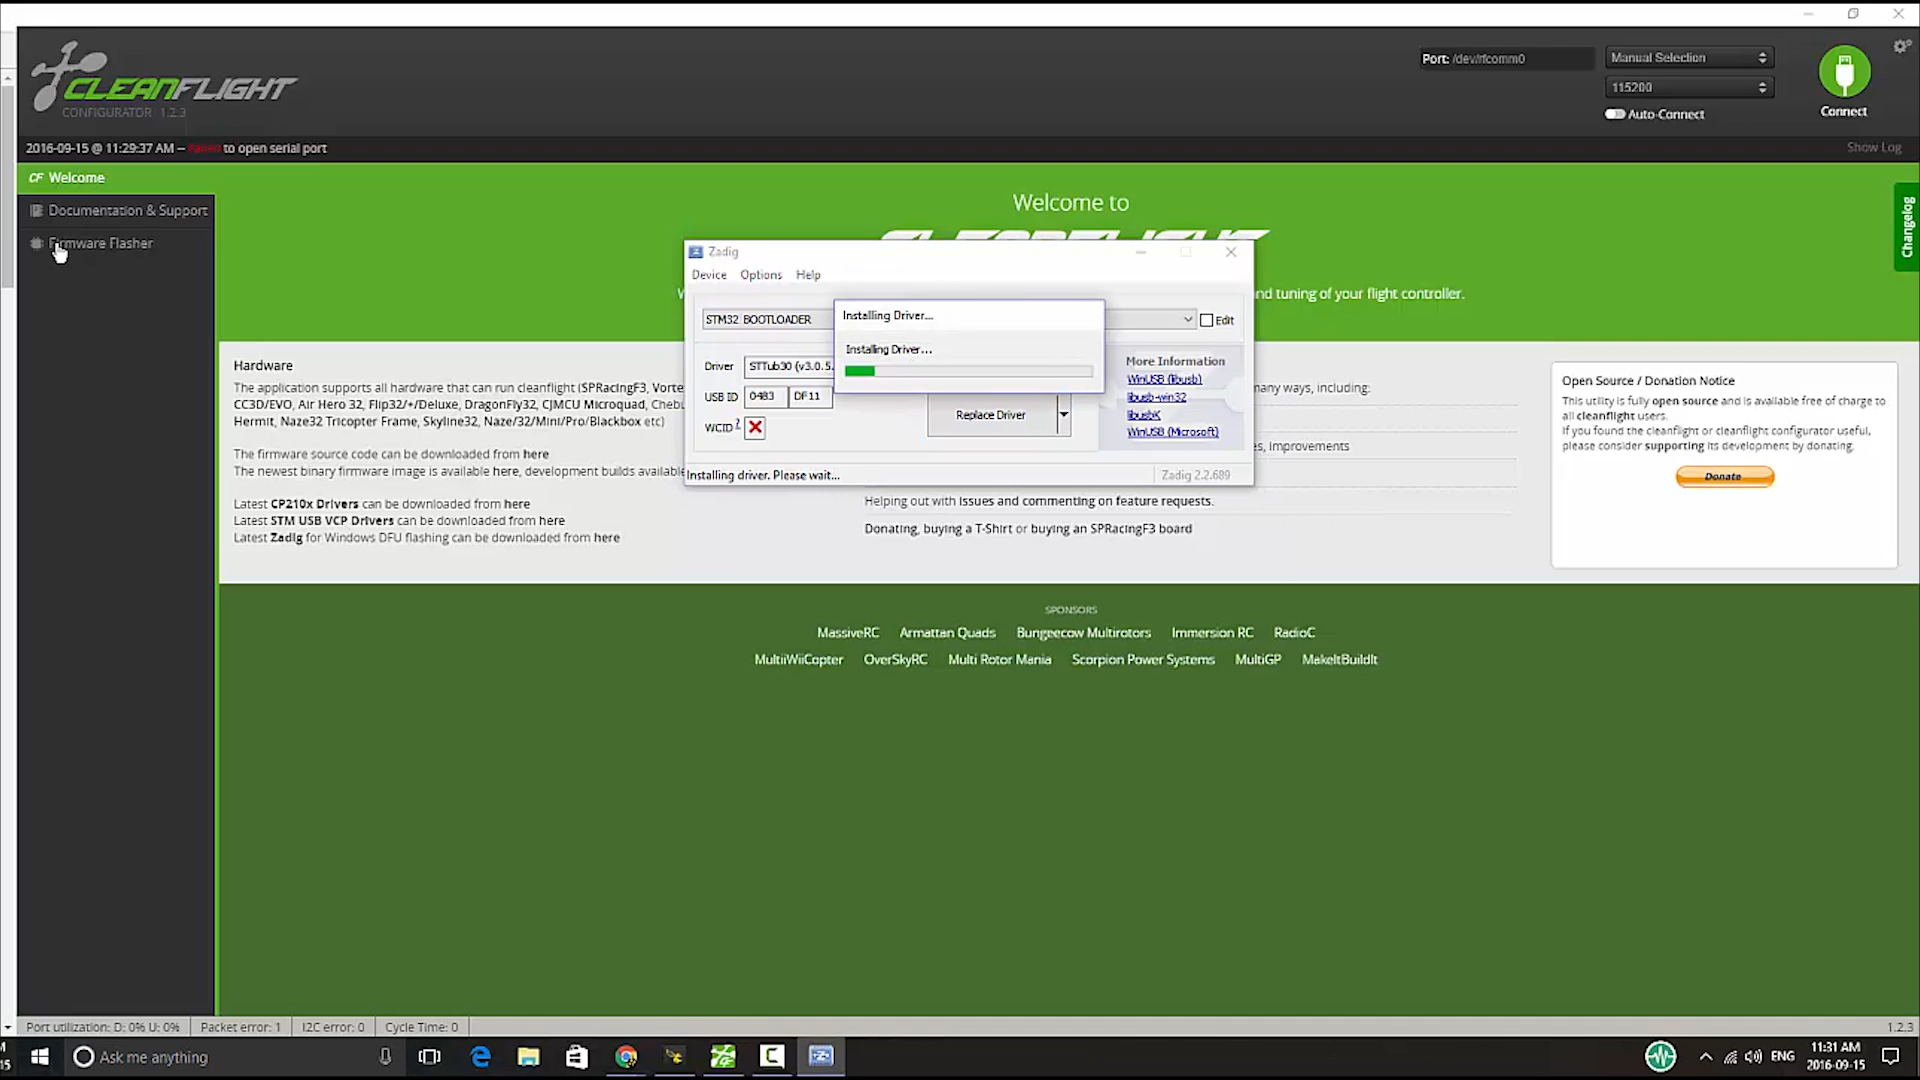 CLEANFLIGHT
CONFIGURATOR 1.2.3
Port: /dev/rfcomm0
Manual Selection
115200
Auto-Connect
Connect
2016-09-15 @ 11:29:37 AM -- Failed to open serial port
Show Log
CF Welcome
Documentation & Support
Firmware Flasher
Welcome to
Changelog
nd tuning of your flight controller.
Zadig
Device Options Help
STM32 BOOTLOADER
Edit
Installing Driver...
Installing Driver...
Driver STTub30 (v3.0.5.
USB ID 0483 DF11
WCID ?
Replace Driver
More Information
WinUSB (libusb)
libusb-win32
libusbK
WinUSB (Microsoft)
Installing driver. Please wait...
Zadig 2.2.689
Hardware
The application supports all hardware that can run cleanflight (SPRacingF3, Vorte
CC3D/EVO, Air Hero 32, Flip32/+/Deluxe, DragonFly32, CJMCU Microquad, Chebu
Hermit, Naze32 Tricopter Frame, Skyline32, Naze/32/Mini/Pro/Blackbox etc)
The firmware source code can be downloaded from here
The newest binary firmware image is available here, development builds available
Latest CP210x Drivers can be downloaded from here
Latest STM USB VCP Drivers can be downloaded from here
Latest Zadig for Windows DFU flashing can be downloaded from here
many ways, including:
es, improvements
Helping out with issues and commenting on feature requests.
Donating, buying a T-Shirt or buying an SPRacingF3 board
Open Source / Donation Notice
This utility is fully open source and is available free of charge to
all cleanflight users.
If you found the cleanflight or cleanflight configurator useful,
please consider supporting its development by donating.
Donate
SPONSORS
MassiveRC Armattan Quads Bungeecow Multirotors Immersion RC RadioC
MultiWiiCopter OverSkyRC Multi Rotor Mania Scorpion Power Systems MultiGP MakeItBuildIt
Port utilization: D: 0% U: 0% Packet error: 1 I2C error: 0 Cycle Time: 0
1.2.3
Ask me anything
ENG
11:31 AM
2016-09-15